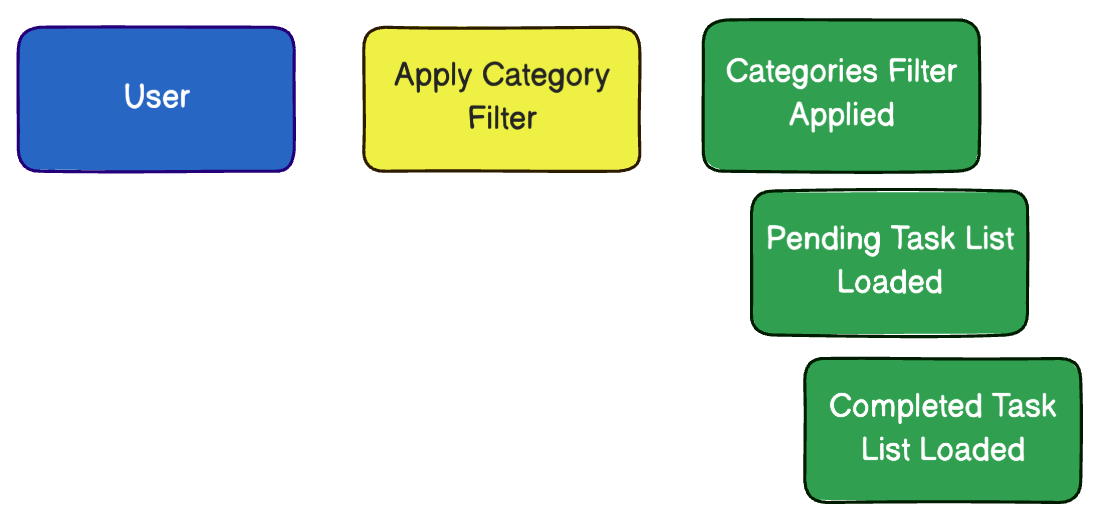 User
Apply Category
Filter
Categories Filter
Applied
Pending Task List
Loaded
Completed Task
List Loaded